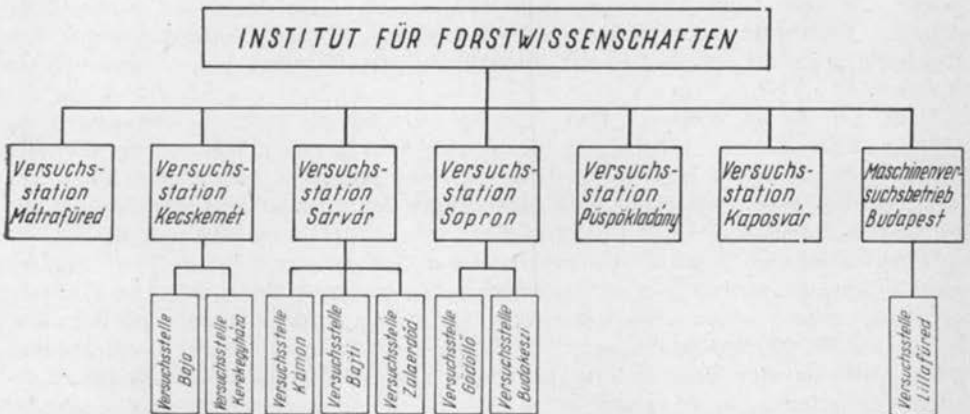 INSTITUT FÜR FORSTWISSENSCHAFTEN
Versuchs-
station
Mátrafüred
Versuchs-
station
Kecskemét
Versuchs-
station
Sárvár
Versuchs-
station
Sopron
Versuchs-
station
Püspökladany
Versuchs-
station
Kaposvár
Maschinenver-
suchsbetrieb
Budapest
Versuchsstelle
Baja
Versuchsstelle
Kerekegyháza
Versuchsstelle
Kámon
Versuchsstelle
Bajti
Versuchsstelle
Zalaerdőd
Versuchsstelle
Gödöllő
Versuchsstelle
Budakeszi
Versuchsstelle
Lillafüred